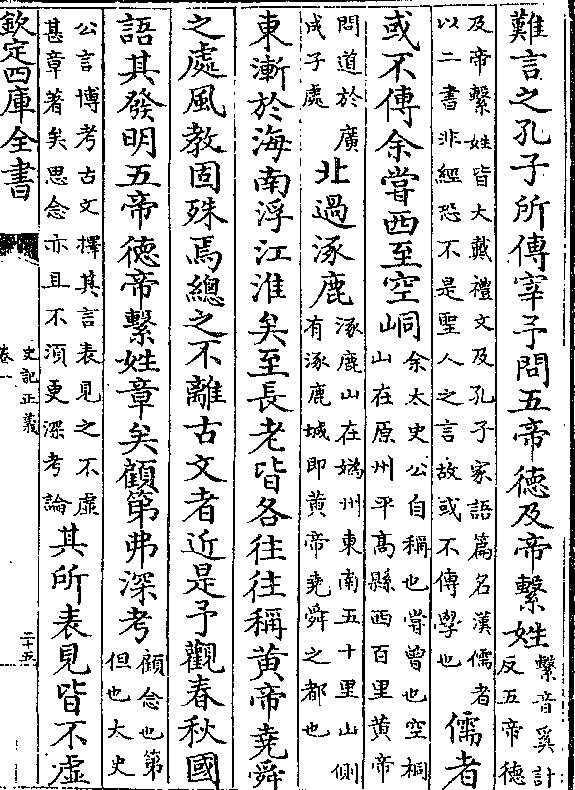 難言之孔子所傳宰予問五帝德及帝繫姓繫音奚計反五帝德
及帝繫姓皆大戴禮文及孔子家語篇名漢儒者以二書非經恐不是聖人之言故或不傳學也儒者
或不傳余嘗西至空峒余太史公自稱也嘗曾也空桐山在原州平髙縣西百里黄帝
問道於廣成子處北過涿鹿涿鹿山在媯州東南五十里山側有涿鹿城即黄帝堯舜之都也
東漸於海南浮江淮矣至長老皆各往往稱黄帝堯舜
之處風教固殊焉總之不離古文者近是予觀春秋國
語其發明五帝德帝繫姓章矣顧第弗深考顧念也第但也太史
公言博考古文擇其言表見之不虚甚章著矣思念亦且不須更深考論其所表見皆不虚
欽定四庫全書
史記正義
卷一
二十五